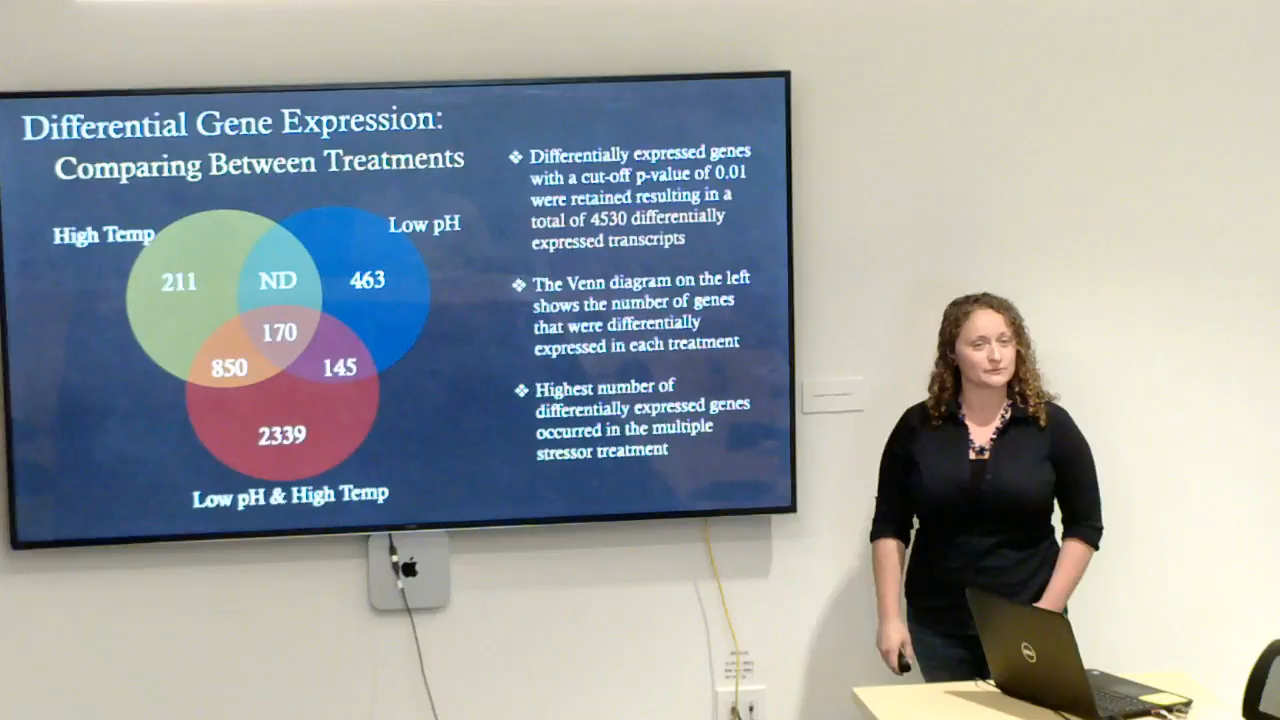 Differential Gene Expression:
Comparing Between Treatments
High Temp
Low pH
211
ND
463
170
850
145
2339
Low pH & High Temp
❖ Differentially expressed genes
with a cut-off p-value of 0.01
were retained resulting in a
total of 4530 differentially
expressed transcripts
❖ The Venn diagram on the left
shows the number of genes
that were differentially
expressed in each treatment
❖ Highest number of
differentially expressed genes
occurred in the multiple
stressor treatment
DELL